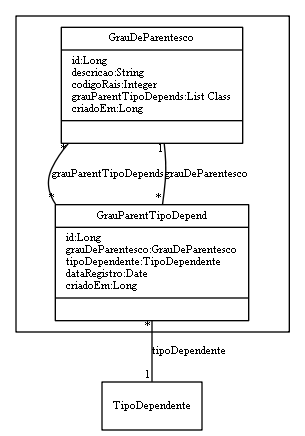 GrauDeParentesco
id:Long
descricao:String
codigoRais:Integer
grauParentTipoDepends:List Class
criadoEm:Long
*
1
grauParentTipoDepends
grauDeParentesco
*
*
GrauParentTipoDepend
id:Long
grauDeParentesco:GrauDeParentesco
tipoDependente:TipoDependente
dataRegistro:Date
criadoEm:Long
*
tipoDependente
1
TipoDependente